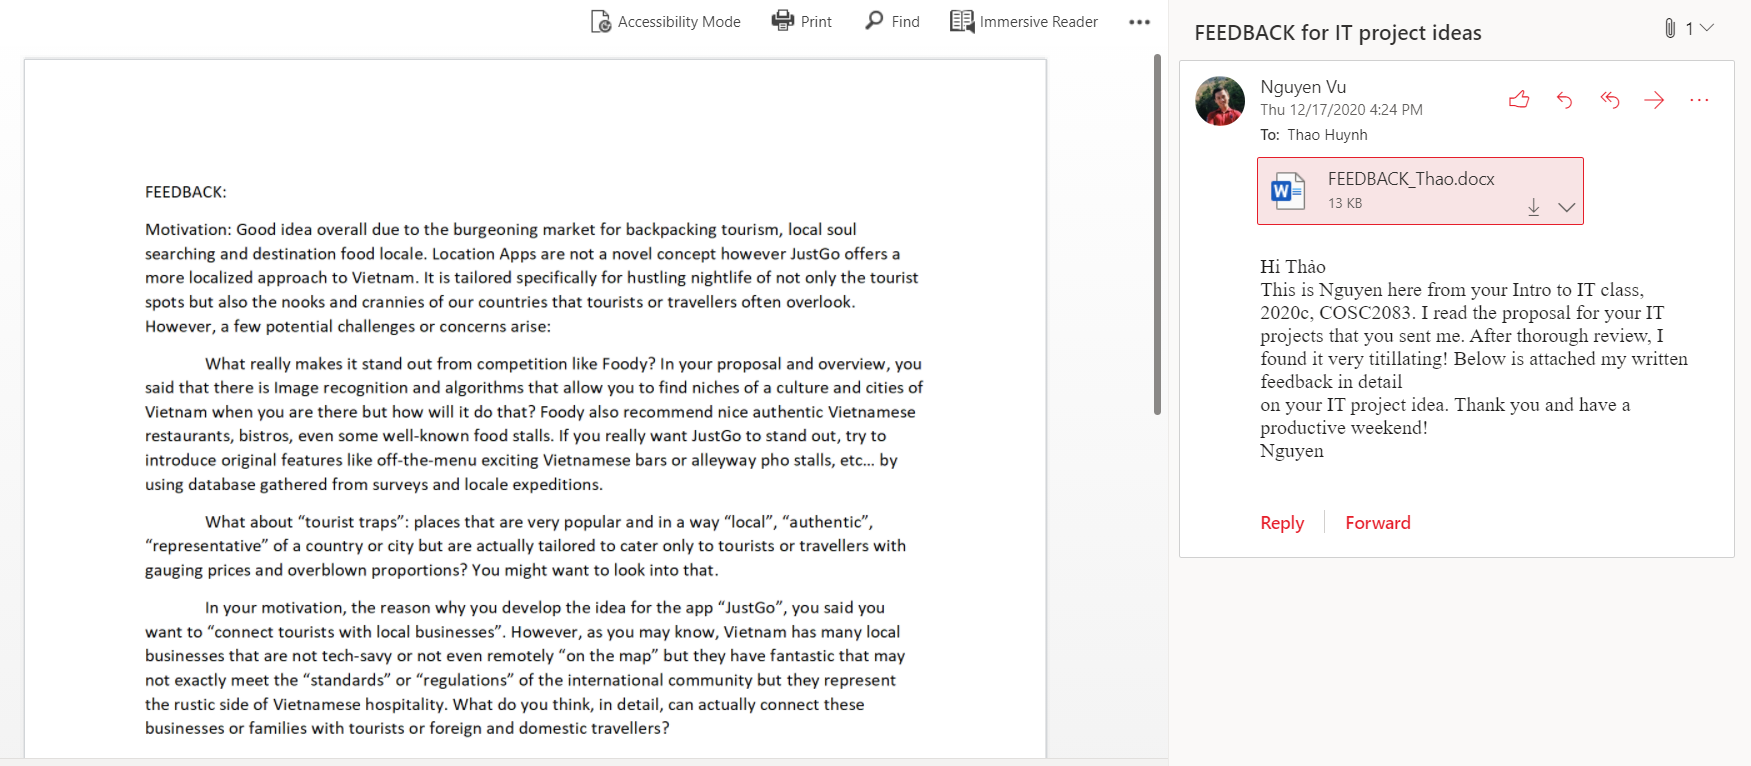 Accessibility Mode
Print
Find
Immersive Reader
FEEDBACK:
Motivation: Good idea overall due to the burgeoning market for backpacking tourism, local soul
searching and destination food locale. Location Apps are not a novel concept however JustGo offers a
more localized approach to Vietnam. It is tailored specifically for hustling nightlife of not only the tourist
spots but also the nooks and crannies of our countries that tourists or travellers often overlook.
However, a few potential challenges or concerns arise:
What really makes it stand out from competition like Foody? In your proposal and overview, you
said that there is Image recognition and algorithms that allow you to find niches of a culture and cities of
Vietnam when you are there but how will it do that? Foody also recommend nice authentic Vietnamese
restaurants, bistros, even some well-known food stalls. If you really want JustGo to stand out, try to
introduce original features like off-the-menu exciting Vietnamese bars or alleyway pho stalls, etc... by
using database gathered from surveys and locale expeditions.
What about “tourist traps”: places that are very popular and in a way “local”, “authentic”,
“representative” of a country or city but are actually tailored to cater only to tourists or travellers with
gauging prices and overblown proportions? You might want to look into that.
In your motivation, the reason why you develop the idea for the app “JustGo”, you said you
want to “connect tourists with local businesses”. However, as you may know, Vietnam has many local
businesses that are not tech-savy or not even remotely “on the map” but they have fantastic that may
not exactly meet the “standards” or “regulations” of the international community but they represent
the rustic side of Vietnamese hospitality. What do you think, in detail, can actually connect these
businesses or families with tourists or foreign and domestic travellers?
FEEDBACK for IT project ideas
1
Nguyen Vu
Thu 12/17/2020 4:24 PM
To: Thao Huynh
W
FEEDBACK_Thao.docx
13 KB
Hi Thảo
This is Nguyen here from your Intro to IT class,
2020c, COSC2083. I read the proposal for your IT
projects that you sent me. After thorough review, I
found it very titillating! Below is attached my written
feedback in detail
on your IT project idea. Thank you and have a
productive weekend!
Nguyen
Reply
Forward